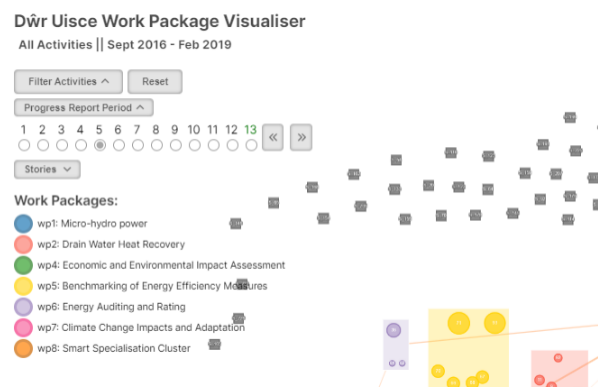 Dŵr Uisce Work Package Visualiser
All Activities || Sept 2016 - Feb 2019
Filter Activities
Reset
Progress Report Period
1 2 3 4 5 6 7 8 9 10 11 12 13
« »
Stories
Work Packages:
wp1: Micro-hydro power
wp2: Drain Water Heat Recovery
wp4: Economic and Environmental Impact Assessment
wp5: Benchmarking of Energy Efficiency Measures
wp6: Energy Auditing and Rating
wp7: Climate Change Impacts and Adaptation
wp8: Smart Specialisation Cluster